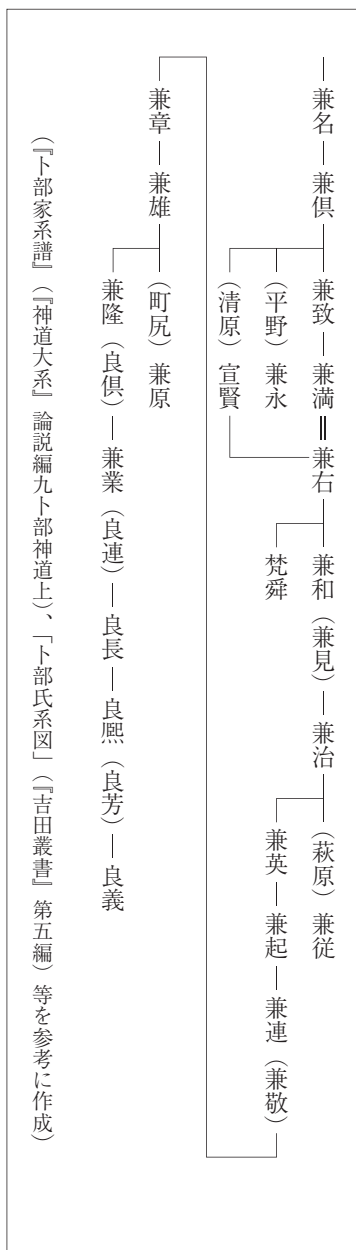 兼名 兼倶 兼致 兼満 兼右 兼和（兼見） 兼治 （萩原）兼従
（平野）兼永 梵舜 兼英 兼起 兼連（兼敬）
（清原）宣賢
兼章 兼雄 （町尻）兼原
兼隆（良倶） 兼業（良連） 良長 良熈（良芳） 良義
（『卜部家系譜』（『神道大系』論説編九卜部神道上）、「卜部氏系図」（『吉田叢書』第五編）等を参考に作成）